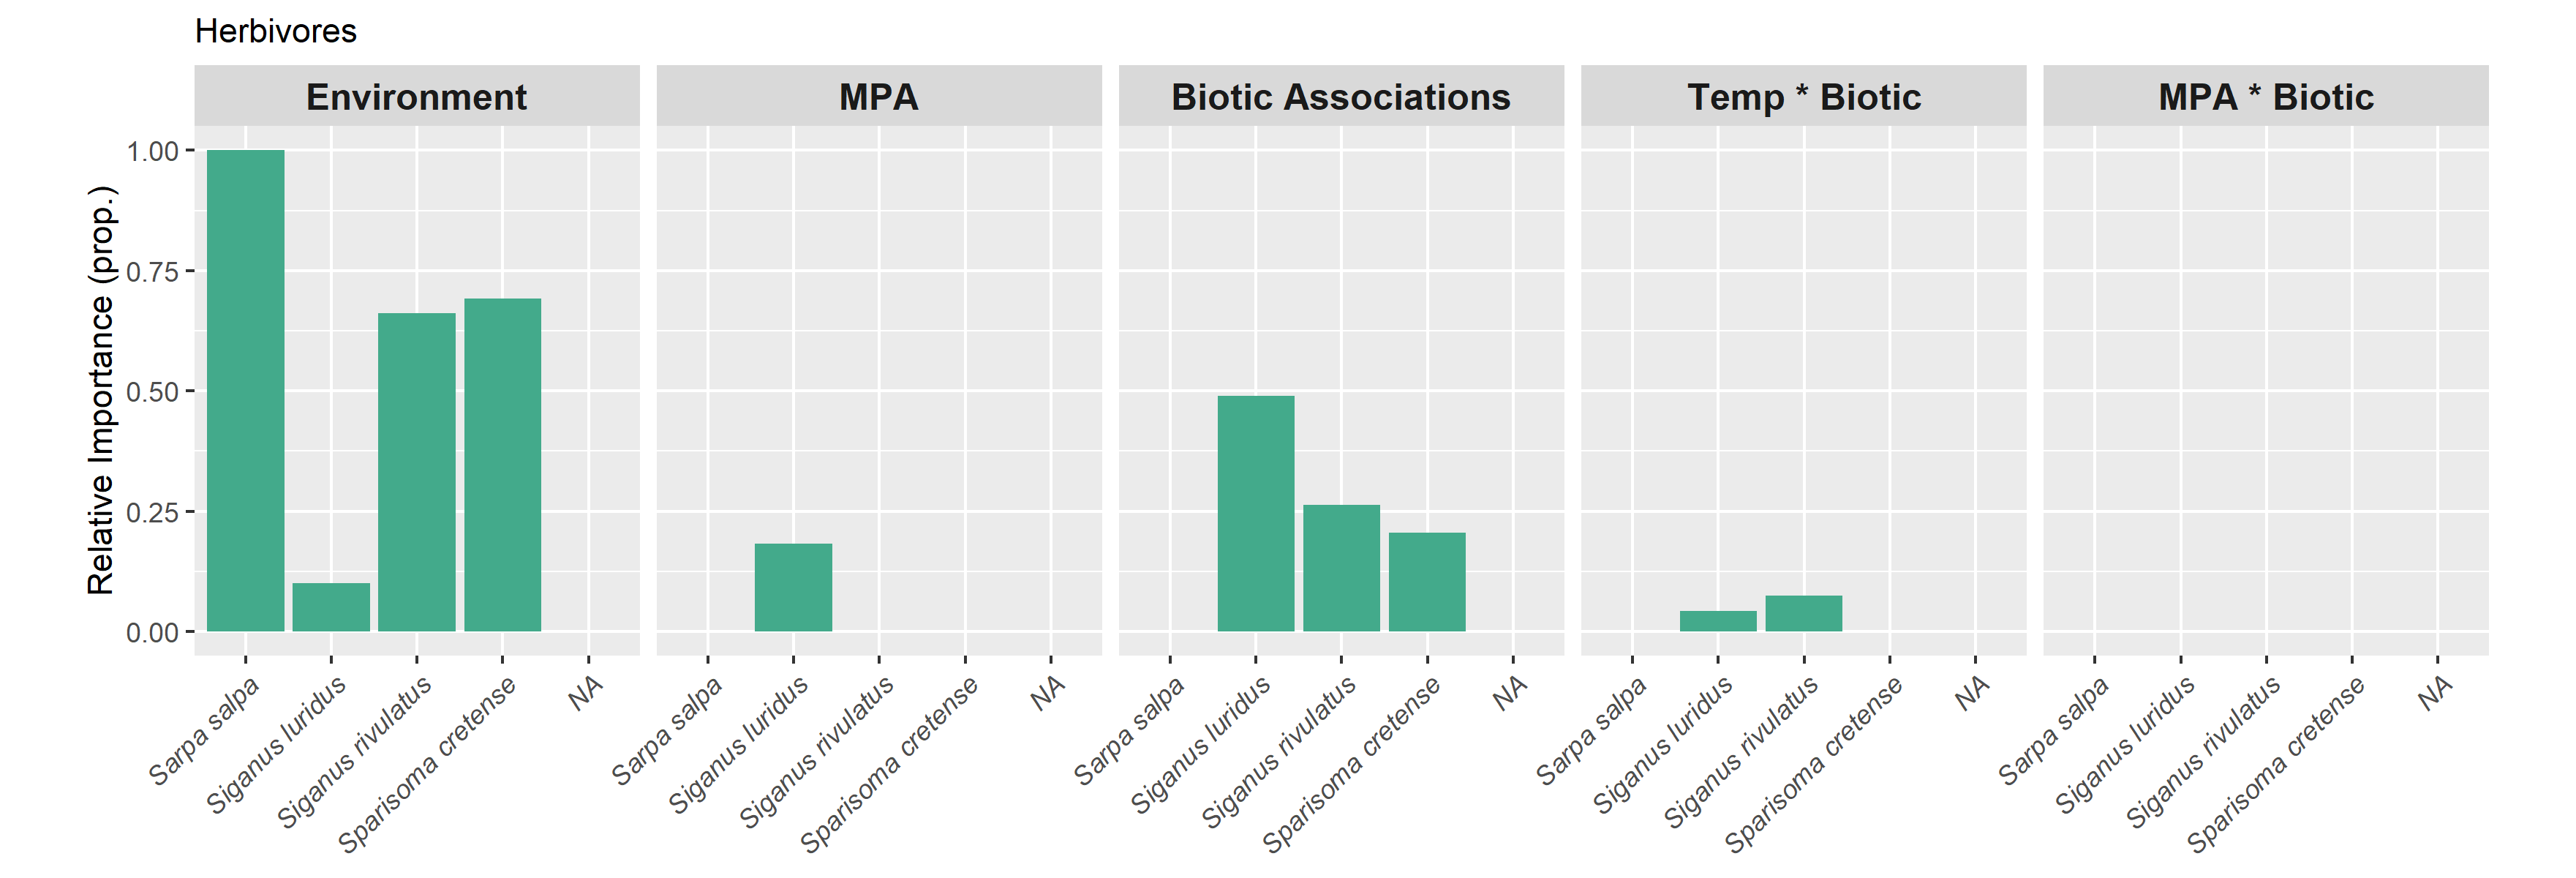 Herbivores
Environment
MPA
Biotic Associations
Temp * Biotic
MPA * Biotic
Relative Importance (prop.)
1.00
0.75
0.50
0.25
0.00
Sarpa salpa
Siganus luridus
Siganus rivulatus
Sparisoma cretense
NA
Sarpa salpa
Siganus luridus
Siganus rivulatus
Sparisoma cretense
NA
Sarpa salpa
Siganus luridus
Siganus rivulatus
Sparisoma cretense
NA
Sarpa salpa
Siganus luridus
Siganus rivulatus
Sparisoma cretense
NA
Sarpa salpa
Siganus luridus
Siganus rivulatus
Sparisoma cretense
NA